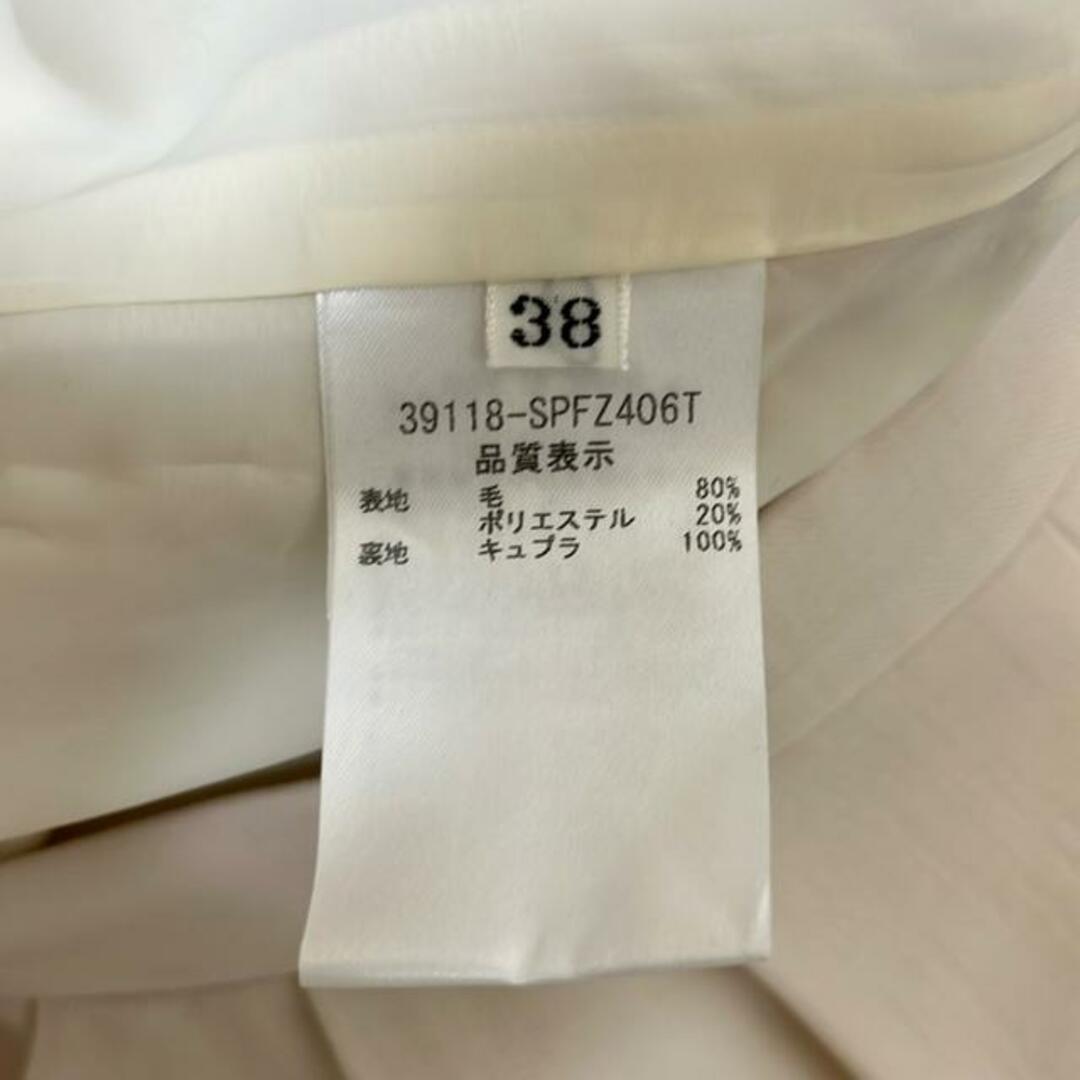 38
39118-SPFZ406T
品質表示
表地 毛 80%
ポリエステル 20%
裏地 キュプラ 100%